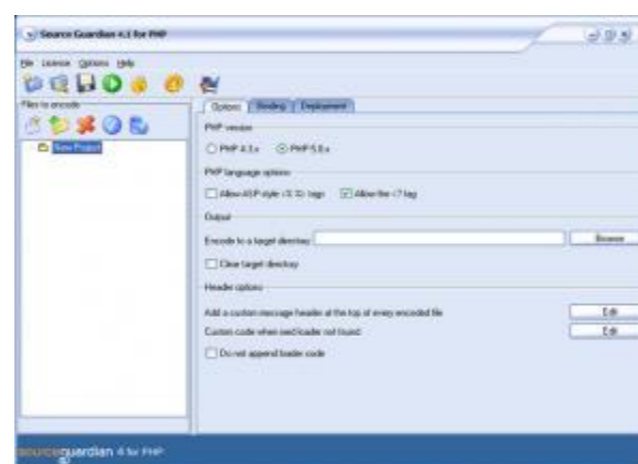 Source Guardian 4.1 for PHP
File Licence Options Help
Files to encode
New Project
Options Binding Deployment
PHP version
PHP 4.3.x PHP 5.0.x
PHP language options
Allow ASP style <% %> tags Allow the <? tag
Output
Encode to a target directory Browse
Clear target directory
Header options
Add a custom message header at the top of every encoded file Edit
Custom code when need loader not found Edit
Do not append loader code
sourceguardian 4 for PHP